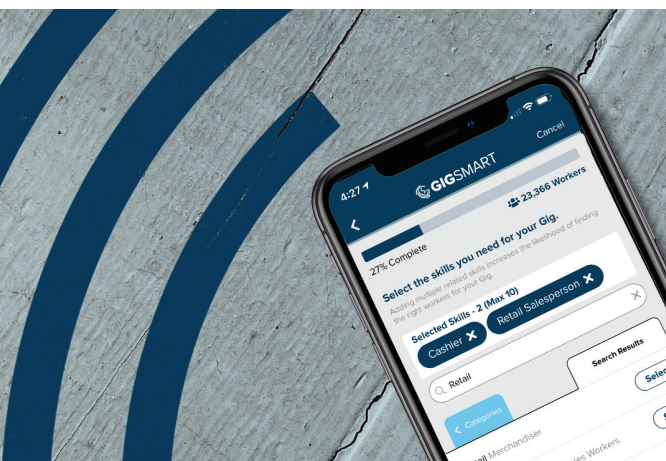 4:27
GIGSMART
Cancel
23,366 Workers
27% Complete
Select the skills you need for your Gig.
Adding multiple related skills increases the likelihood of finding
the right workers for your Gig.
Selected Skills - 2 (Max 10)
Cashier X
Retail Salesperson X
Retail
X
< Categories
Search Results
Merchandiser
Workers